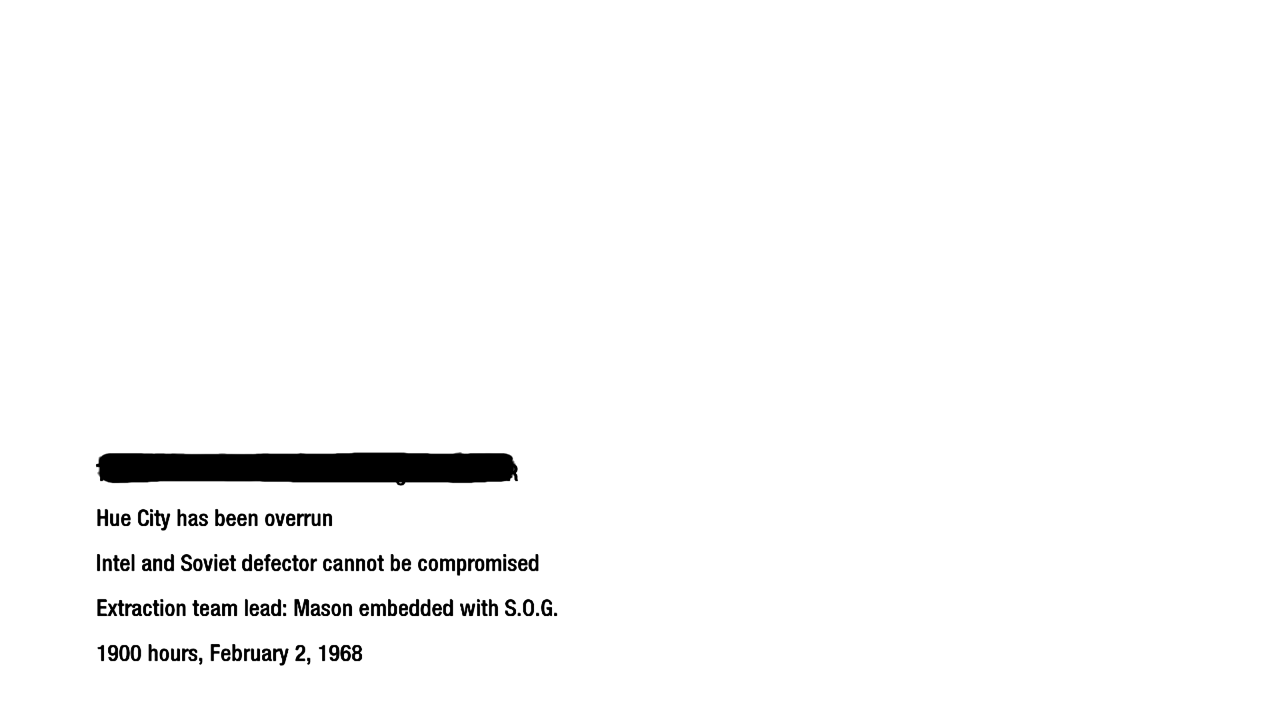 Hue City has been overrun
Intel and Soviet defector cannot be compromised
Extraction team lead: Mason embedded with S.O.G.
1900 hours, February 2, 1968